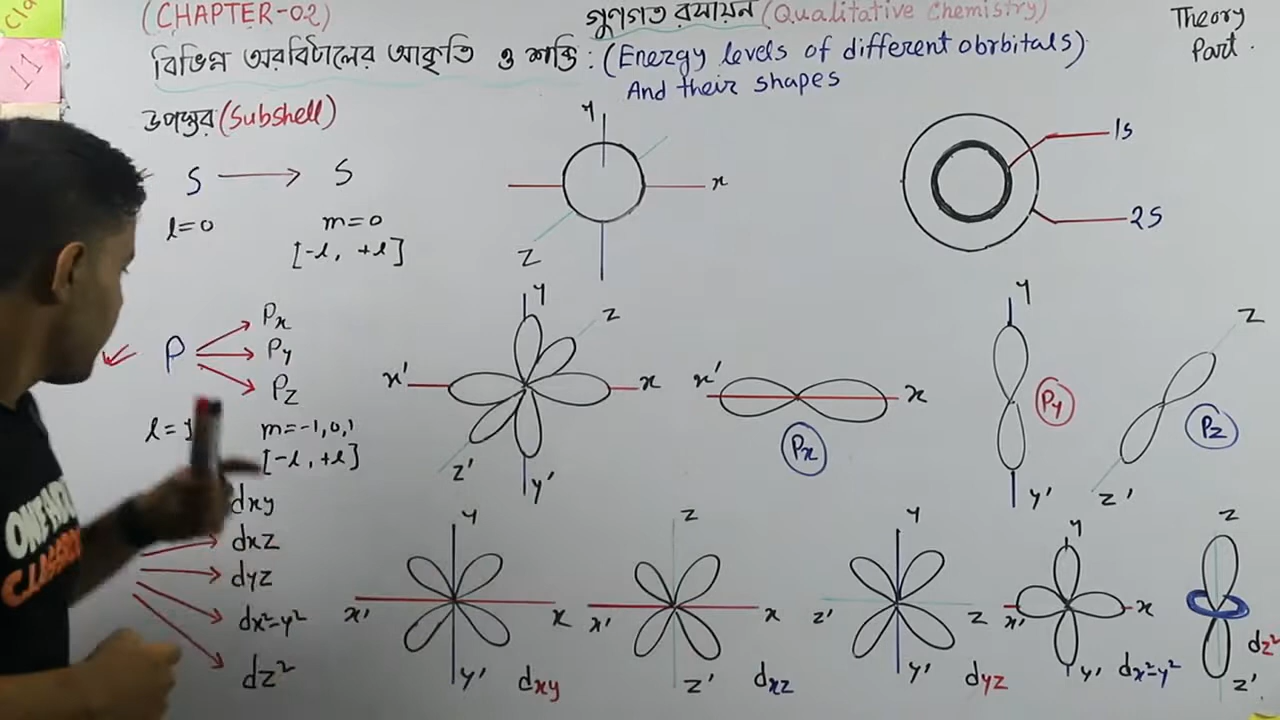 Cla
11
(CHAPTER-02)
গুণগত রসায়ন (Qualitative Chemistry)
Theory
Part.
বিভিন্ন অরবিটালের আকৃতি ও শক্তি : (Energy levels of different obrbitals)
And their shapes
উপস্তর (Subshell)
S → S
l=0 m=0
[-l, +l]
y
x
z
1s
2S
P
Px
Py
Pz
l=1 m=-1,0,1
[-l, +l]
y
z
x' x
z' y'
x' x
Px
y
Py
y'
z
Pz
z'
dxy
dxz
dyz
dx²-y²
dz²
y
x' x
y' dxy
z
x' x
z' dxz
y
z' z
y' dyz
y
x' x
y' dx²-y²
z
dz²
z'